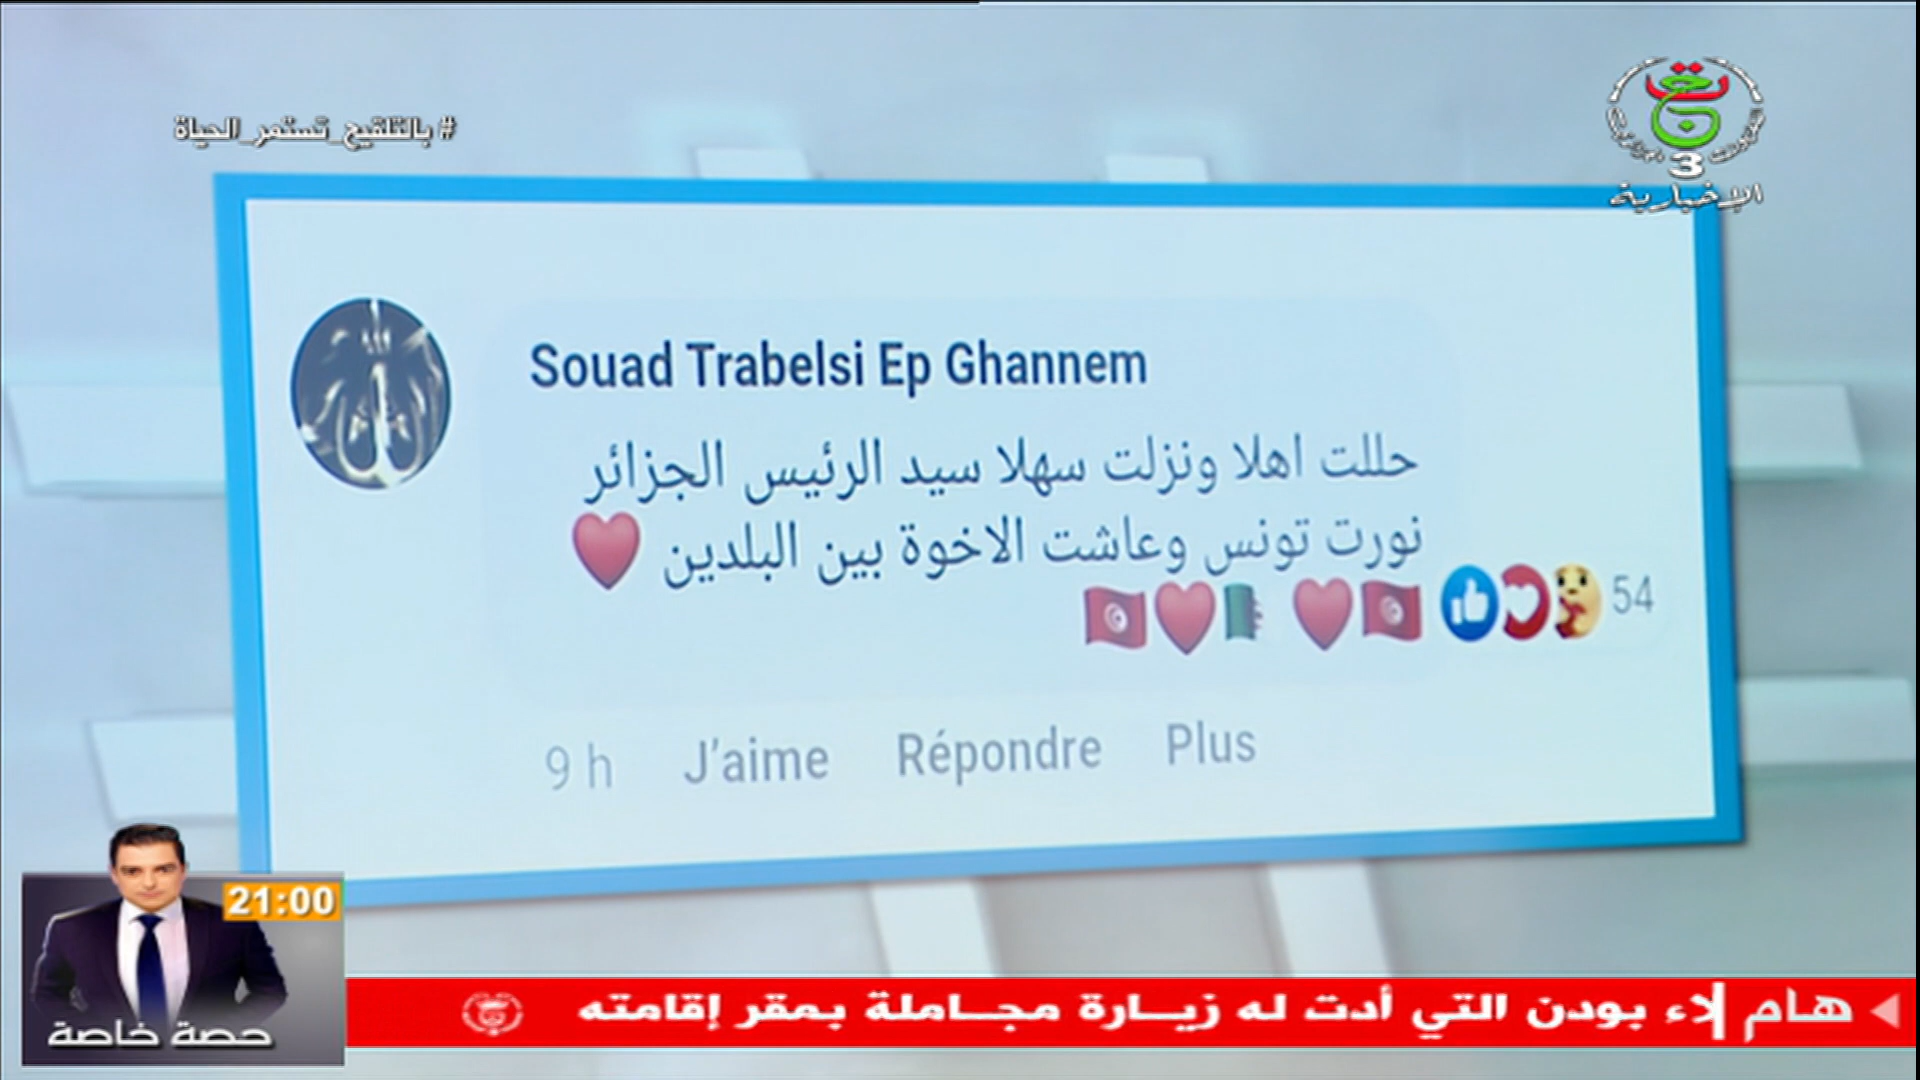 #بالتلقيح_تستمر_الحياة
3
الإخبارية
Souad Trabelsi Ep Ghannem
حللت اهلا ونزلت سهلا سيد الرئيس الجزائر
نورت تونس وعاشت الاخوة بين البلدين ❤️
🇹🇳❤️ 🇩🇿❤️🇹🇳
54
9 h J'aime Répondre Plus
21:00
حصة خاصة
هام
لاء بودن التي أدت له زيارة مجاملة بمقر إقامته